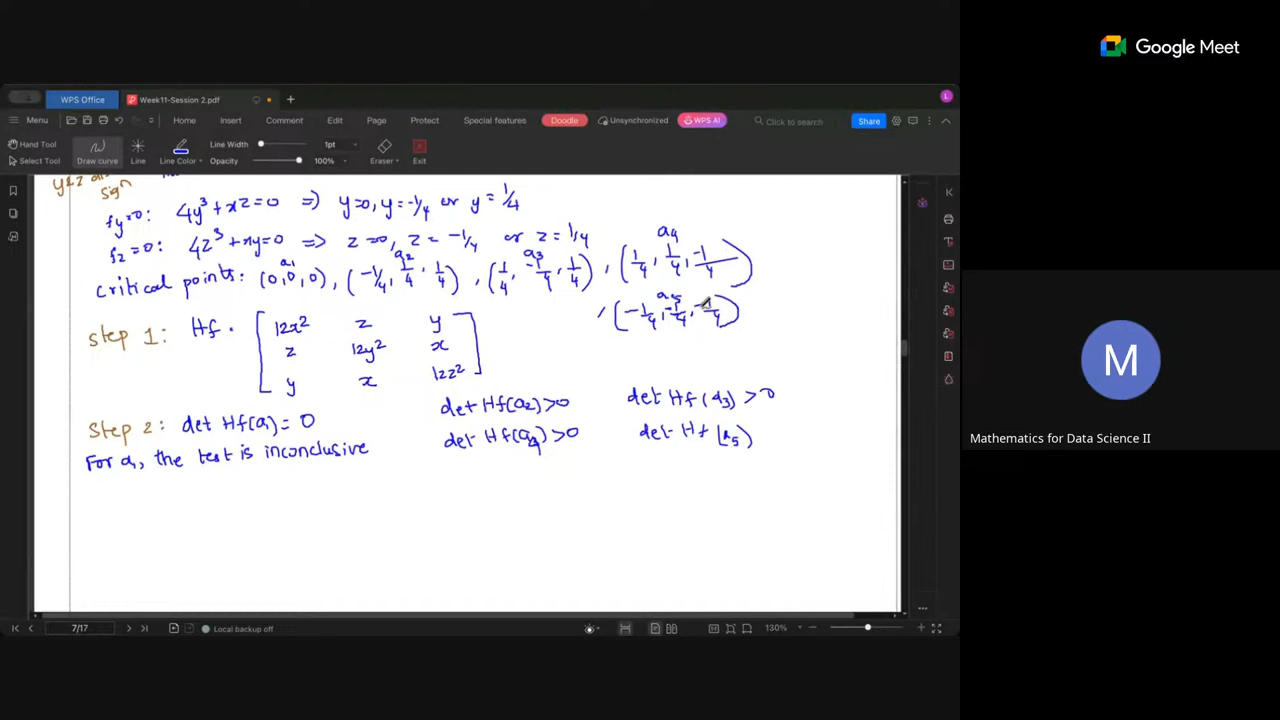 Google Meet
WPS Office
Week11-Session 2.pdf
L
Menu
Home
Insert
Comment
Edit
Page
Protect
Special features
Doodle
Unsynchronized
WPS AI
Click to search
Share
Hand Tool
Select Tool
Draw curve
Line
Line Color
Line Width
1pt
Opacity
100%
Eraser
Exit
y&z
sign
fy=0: 4y³+xz=0 => y=0, y=-1/4 or y=1/4
fz=0: 4z³+xy=0 => z=0, z=-1/4 or z=1/4
a1 a2 a3 a4
critical points: (0,0,0), (-1/4, 1/4, 1/4), (1/4, -1/4, 1/4), (1/4, 1/4, -1/4)
a5
, (-1/4, -1/4, -1/4)
step 1: Hf. [12x² z y
z 12y² x
y x 12z²]
step 2: det Hf(a1) = 0 det Hf(a2)>0 det Hf(a3)>0
For a1, the test is inconclusive det Hf(a4)>0 det Hf(a5)
M
Mathematics for Data Science II
7/17
Local backup off
130%